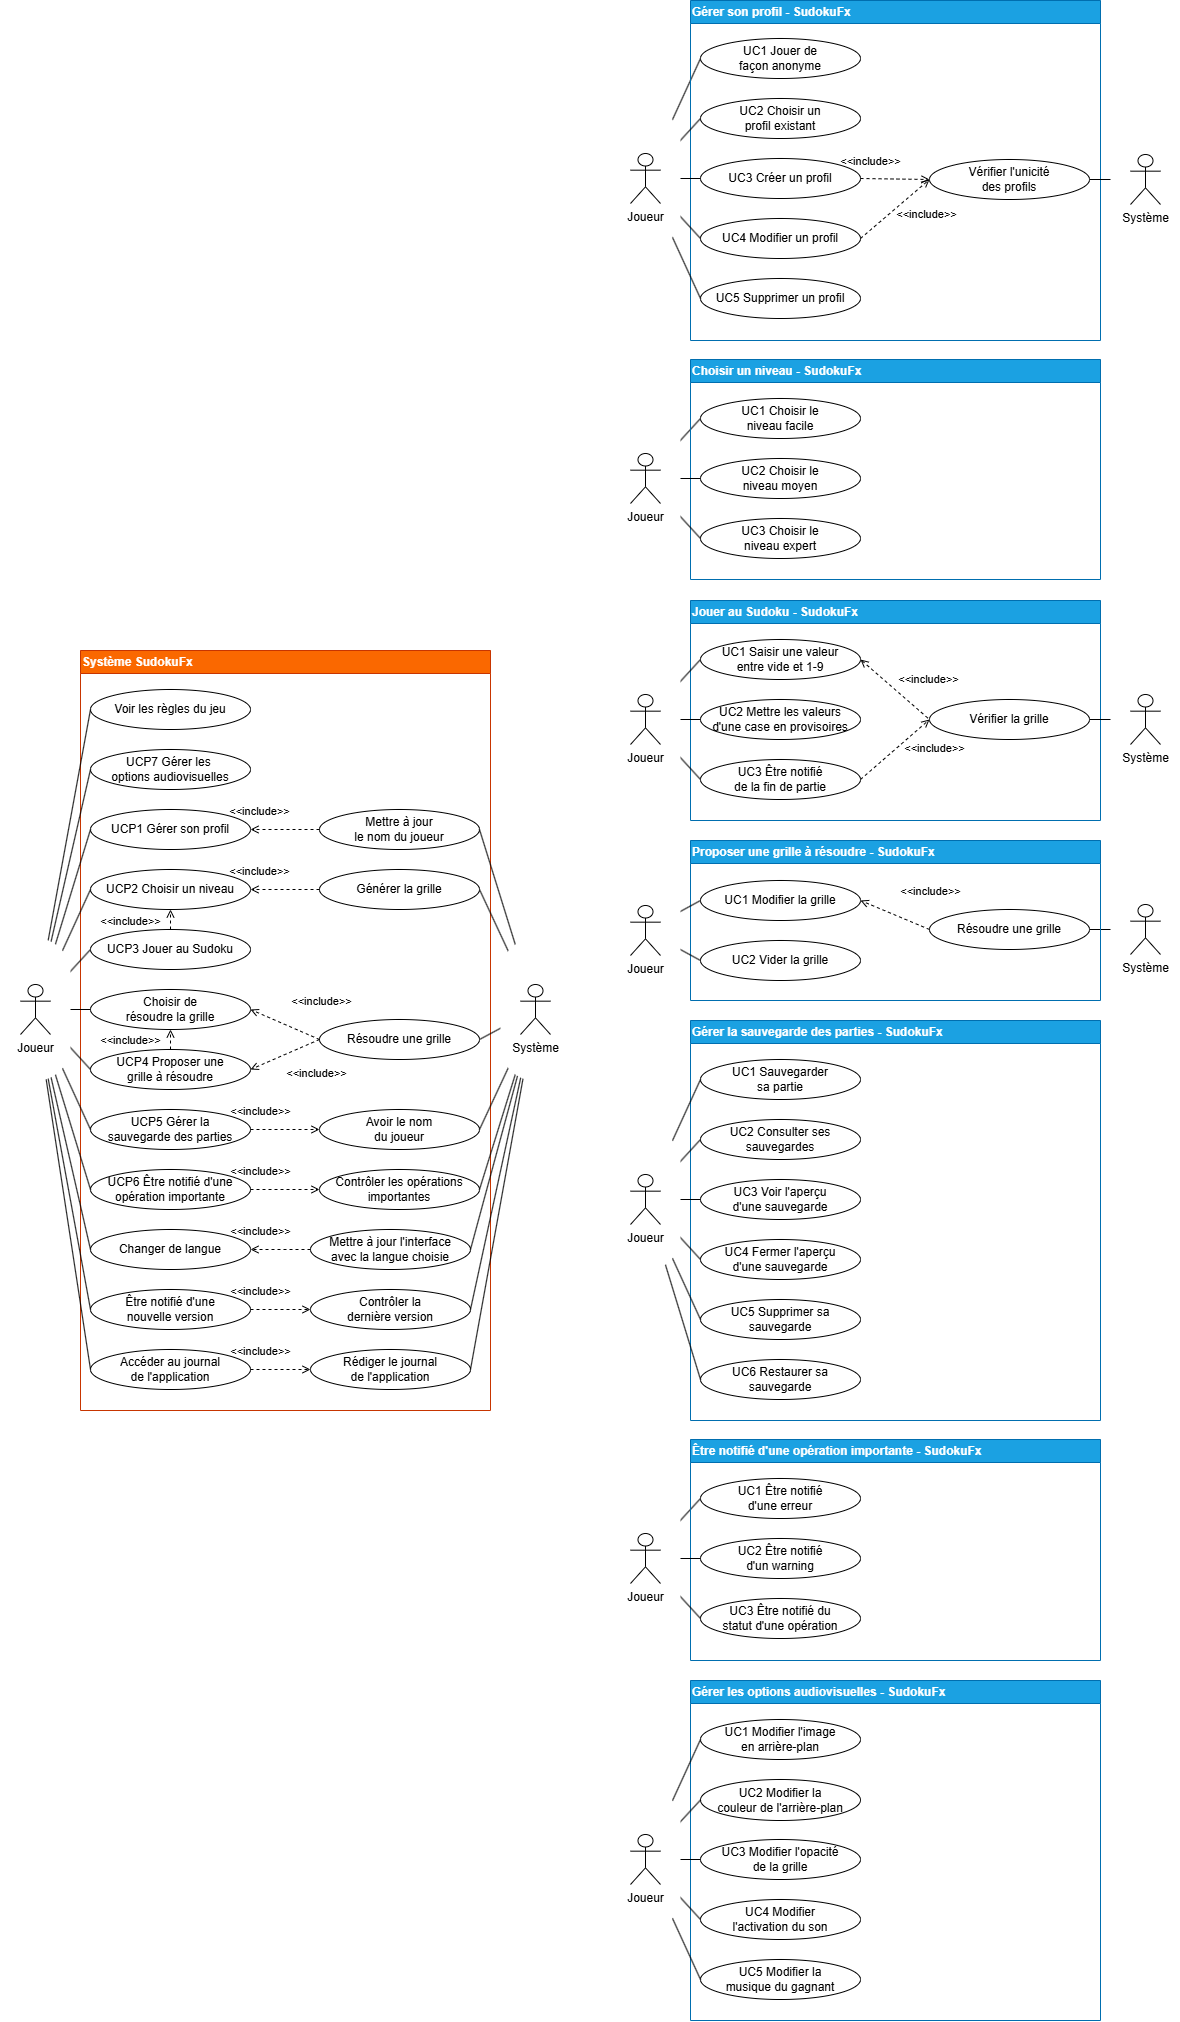 Gérer son profil - SudokuFx
UC1 Jouer de
façon anonyme
UC2 Choisir un
profil existant
UC3 Créer un profil
<<include>>
Vérifier l'unicité
des profils
<<include>>
UC4 Modifier un profil
UC5 Supprimer un profil
Joueur
Système
Choisir un niveau - SudokuFx
UC1 Choisir le
niveau facile
UC2 Choisir le
niveau moyen
UC3 Choisir le
niveau expert
Joueur
Jouer au Sudoku - SudokuFx
UC1 Saisir une valeur
entre vide et 1-9
<<include>>
UC2 Mettre les valeurs
d'une case en provisoires
Vérifier la grille
<<include>>
UC3 Être notifié
de la fin de partie
Joueur
Système
Système SudokuFx
Voir les règles du jeu
UCP7 Gérer les
options audiovisuelles
UCP1 Gérer son profil
<<include>>
Mettre à jour
le nom du joueur
UCP2 Choisir un niveau
<<include>>
Générer la grille
<<include>>
UCP3 Jouer au Sudoku
Choisir de
résoudre la grille
<<include>>
<<include>>
Résoudre une grille
UCP4 Proposer une
grille à résoudre
<<include>>
Joueur
Système
UCP5 Gérer la
sauvegarde des parties
<<include>>
Avoir le nom
du joueur
UCP6 Être notifié d'une
opération importante
<<include>>
Contrôler les opérations
importantes
Changer de langue
<<include>>
Mettre à jour l'interface
avec la langue choisie
Être notifié d'une
nouvelle version
<<include>>
Contrôler la
dernière version
Accéder au journal
de l'application
<<include>>
Rédiger le journal
de l'application
Proposer une grille à résoudre - SudokuFx
UC1 Modifier la grille
<<include>>
Résoudre une grille
UC2 Vider la grille
Joueur
Système
Gérer la sauvegarde des parties - SudokuFx
UC1 Sauvegarder
sa partie
UC2 Consulter ses
sauvegardes
UC3 Voir l'aperçu
d'une sauvegarde
UC4 Fermer l'aperçu
d'une sauvegarde
UC5 Supprimer sa
sauvegarde
UC6 Restaurer sa
sauvegarde
Joueur
Être notifié d'une opération importante - SudokuFx
UC1 Être notifié
d'une erreur
UC2 Être notifié
d'un warning
UC3 Être notifié du
statut d'une opération
Joueur
Gérer les options audiovisuelles - SudokuFx
UC1 Modifier l'image
en arrière-plan
UC2 Modifier la
couleur de l'arrière-plan
UC3 Modifier l'opacité
de la grille
UC4 Modifier
l'activation du son
UC5 Modifier la
musique du gagnant
Joueur